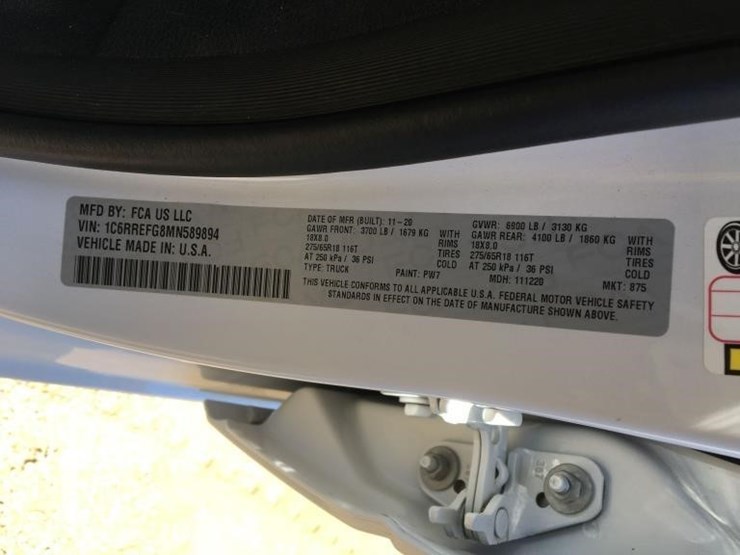 MFD BY: FCA US LLC
VIN: 1C6RREFG8MN589894
VEHICLE MADE IN: U.S.A.
DATE OF MFR (BUILT): 11-20
GAWR FRONT: 3700 LB / 1679 KG WITH
18X8.0 RIMS
275/65R18 116T TIRES
AT 250 kPa / 36 PSI COLD
TYPE: TRUCK PAINT: PW7
GVWR: 6900 LB / 3130 KG
GAWR REAR: 4100 LB / 1860 KG WITH
18X8.0 RIMS
275/65R18 116T TIRES
AT 250 kPa / 36 PSI COLD
MDH: 111220 MKT: 875
THIS VEHICLE CONFORMS TO ALL APPLICABLE U.S.A. FEDERAL MOTOR VEHICLE SAFETY
STANDARDS IN EFFECT ON THE DATE OF MANUFACTURE SHOWN ABOVE.